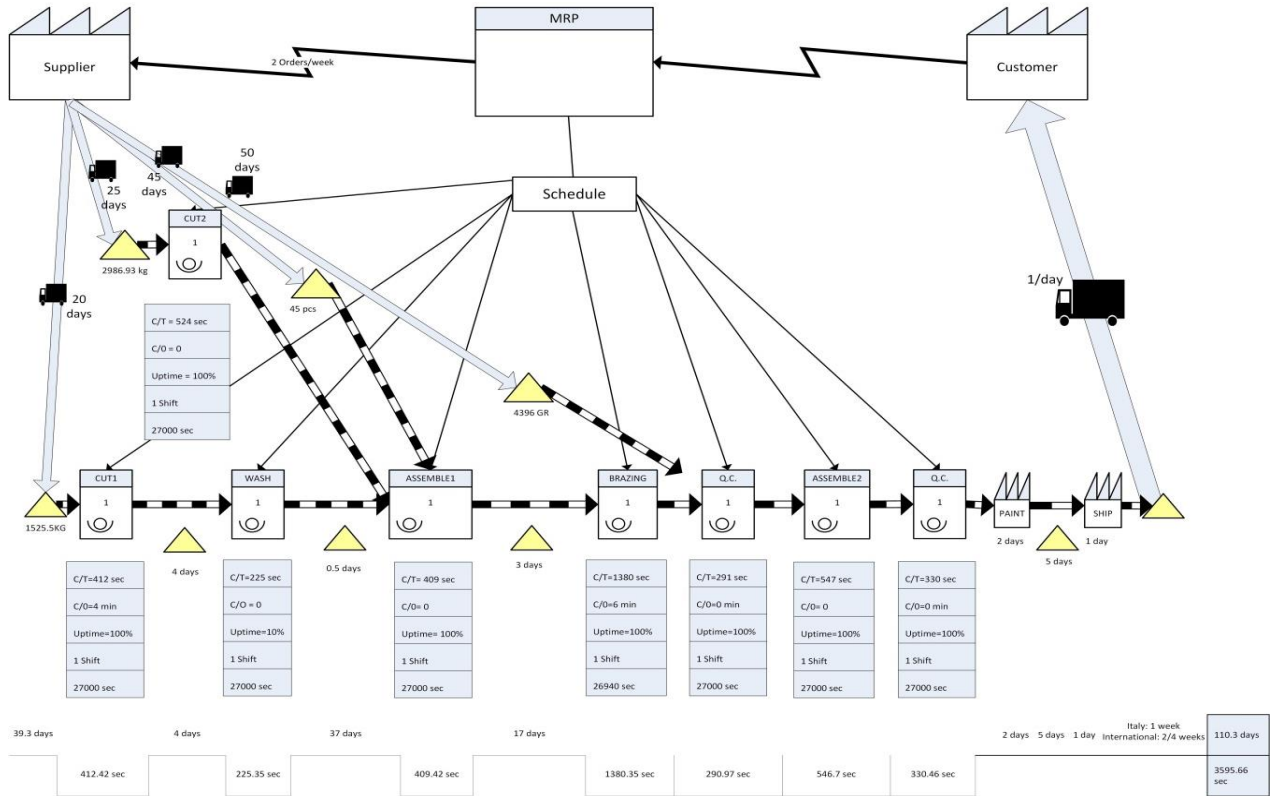 MRP
Supplier
2 Orders/week
Customer
50
days
45
days
25
days
Schedule
CUT2
1
2986.93 kg
20
days
45 pcs
1/day
C/T = 524 sec
C/0 = 0
Uptime = 100%
1 Shift
27000 sec
4396 GR
CUT1
1
WASH
1
ASSEMBLE1
1
BRAZING
1
Q.C.
1
ASSEMBLE2
1
Q.C.
1
PAINT
SHIP
1525.5KG
4 days
0.5 days
3 days
2 days
5 days
1 day
C/T=412 sec
C/0=4 min
Uptime=100%
1 Shift
27000 sec
C/T=225 sec
C/O = 0
Uptime=10%
1 Shift
27000 sec
C/T= 409 sec
C/0= 0
Uptime= 100%
1 Shift
27000 sec
C/T=1380 sec
C/0=6 min
Uptime=100%
1 Shift
26940 sec
C/T=291 sec
C/0=0 min
Uptime=100%
1 Shift
27000 sec
C/T=547 sec
C/0= 0
Uptime=100%
1 Shift
27000 sec
C/T=330 sec
C/0=0 min
Uptime=100%
1 Shift
27000 sec
39.3 days
4 days
37 days
17 days
2 days
5 days
1 day
Italy: 1 week
International: 2/4 weeks
110.3 days
412.42 sec
225.35 sec
409.42 sec
1380.35 sec
290.97 sec
546.7 sec
330.46 sec
3595.66
sec